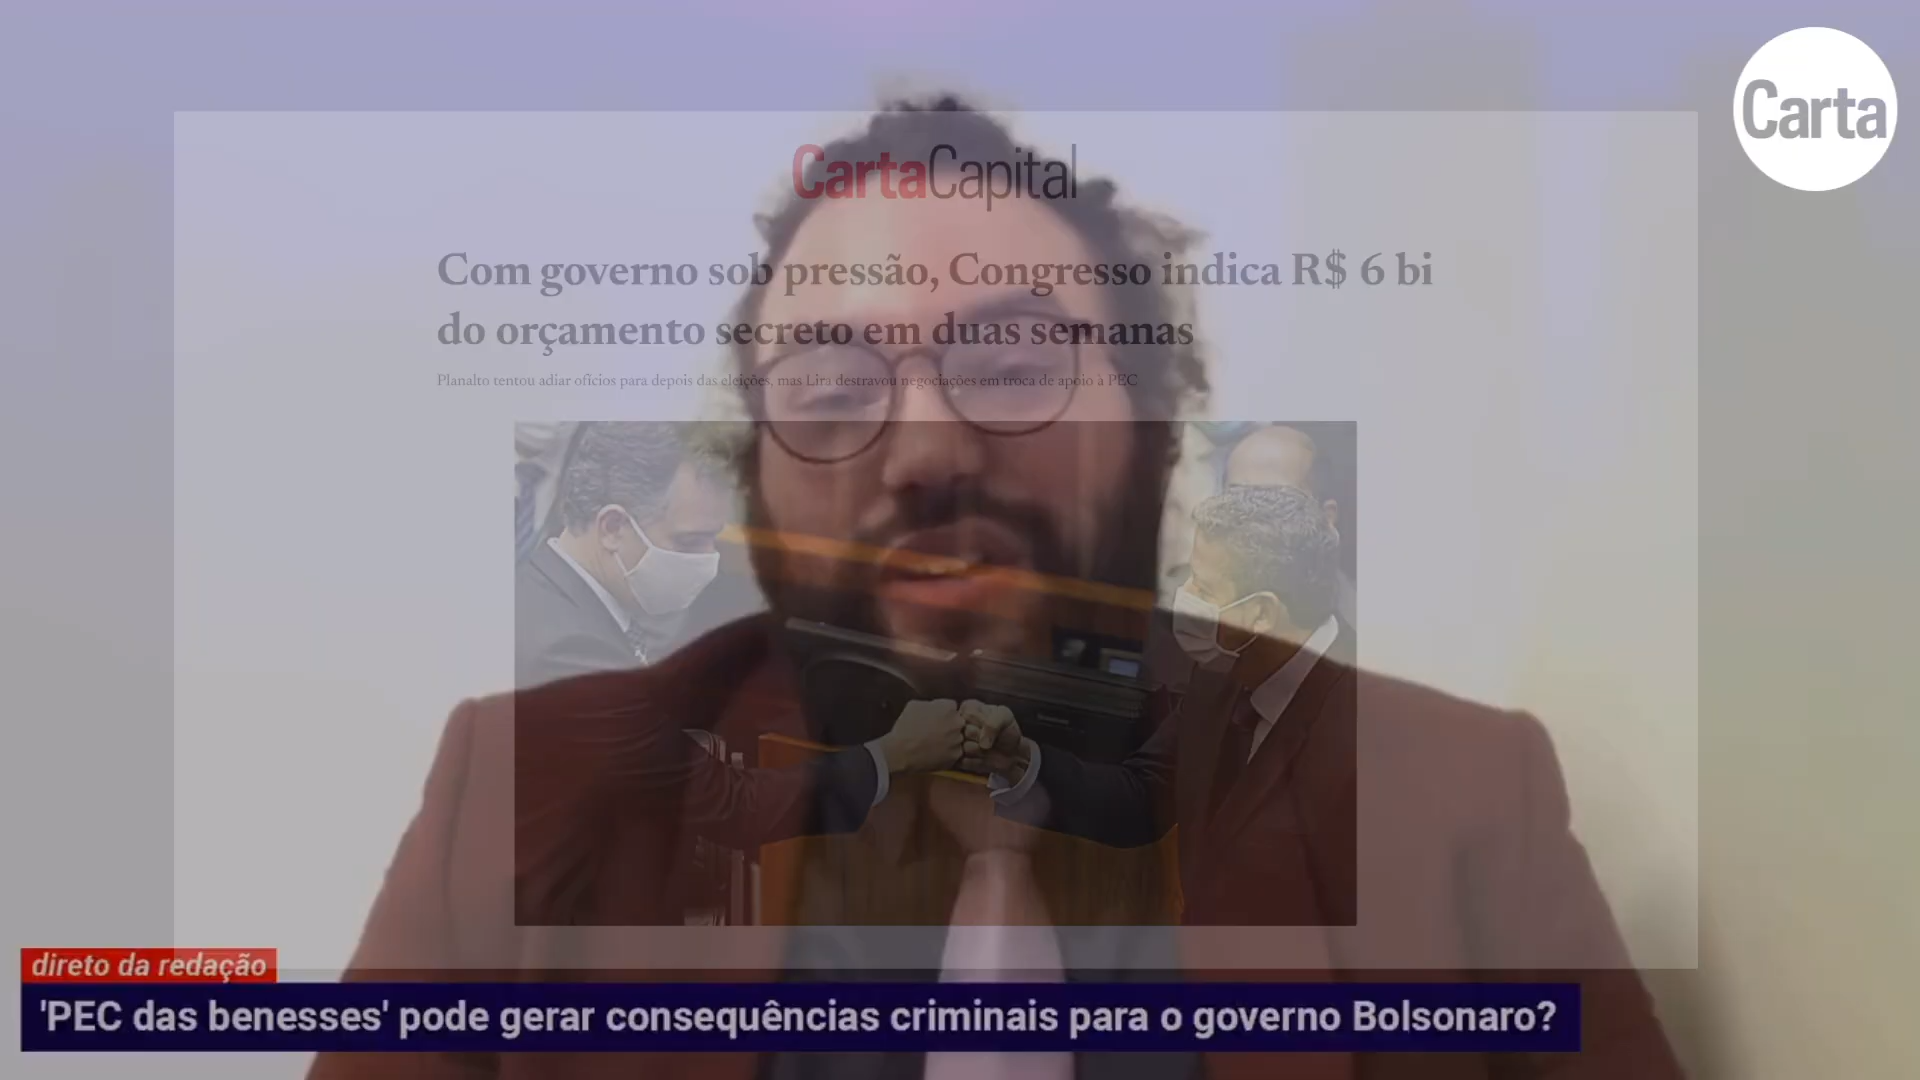 Carta
CartaCapital
Com governo sob pressão, Congresso indica R$ 6 bi
do orçamento secreto em duas semanas
Planalto tentou adiar ofícios para depois das eleições, mas Lira destravou negociações em troca de apoio à PEC
direto da redação
'PEC das benesses' pode gerar consequências criminais para o governo Bolsonaro?